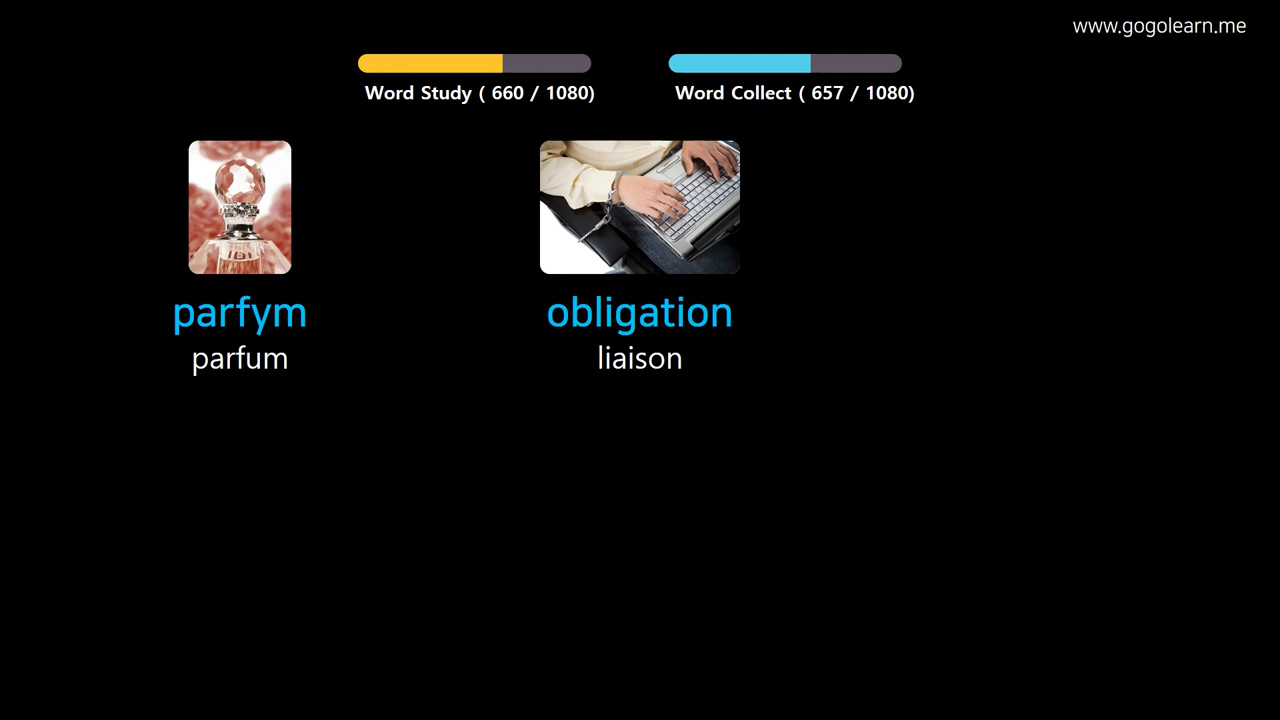 www.gogolearn.me
Word Study ( 660 / 1080)
Word Collect ( 657 / 1080)
parfym
parfum
obligation
liaison